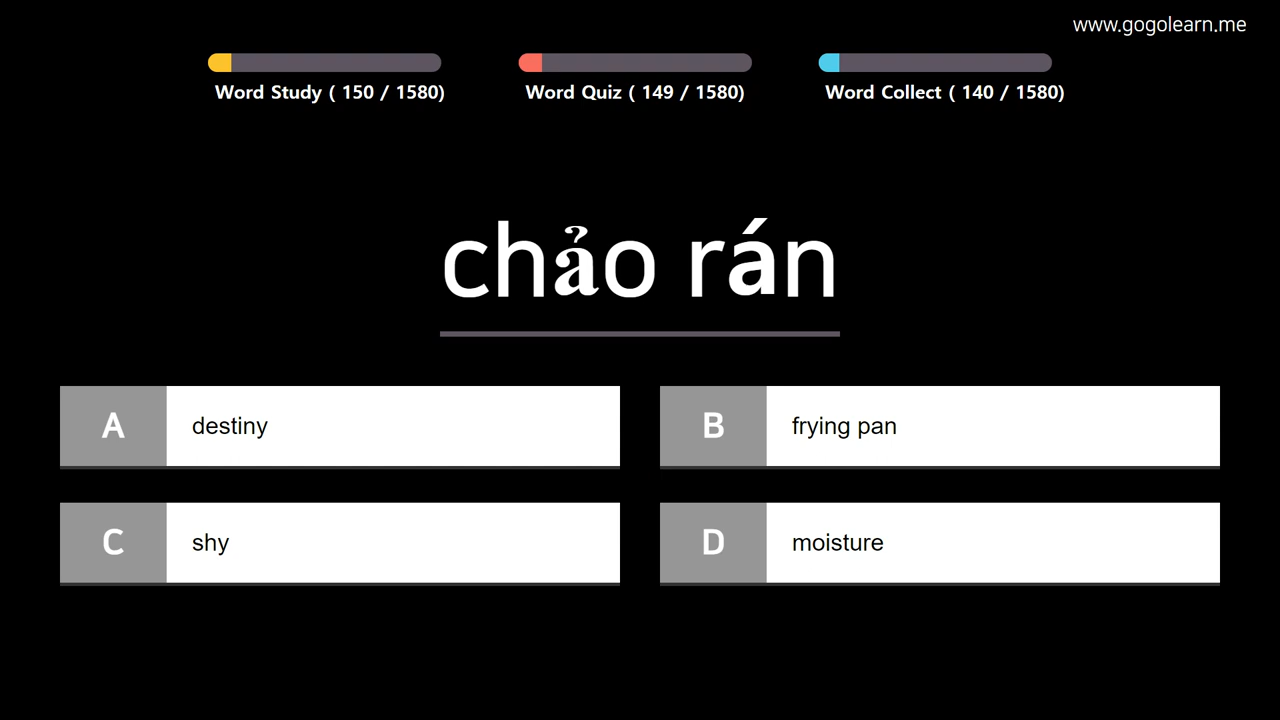 www.gogolearn.me
Word Study ( 150 / 1580)
Word Quiz ( 149 / 1580)
Word Collect ( 140 / 1580)
chảo rán
A destiny
B frying pan
C shy
D moisture